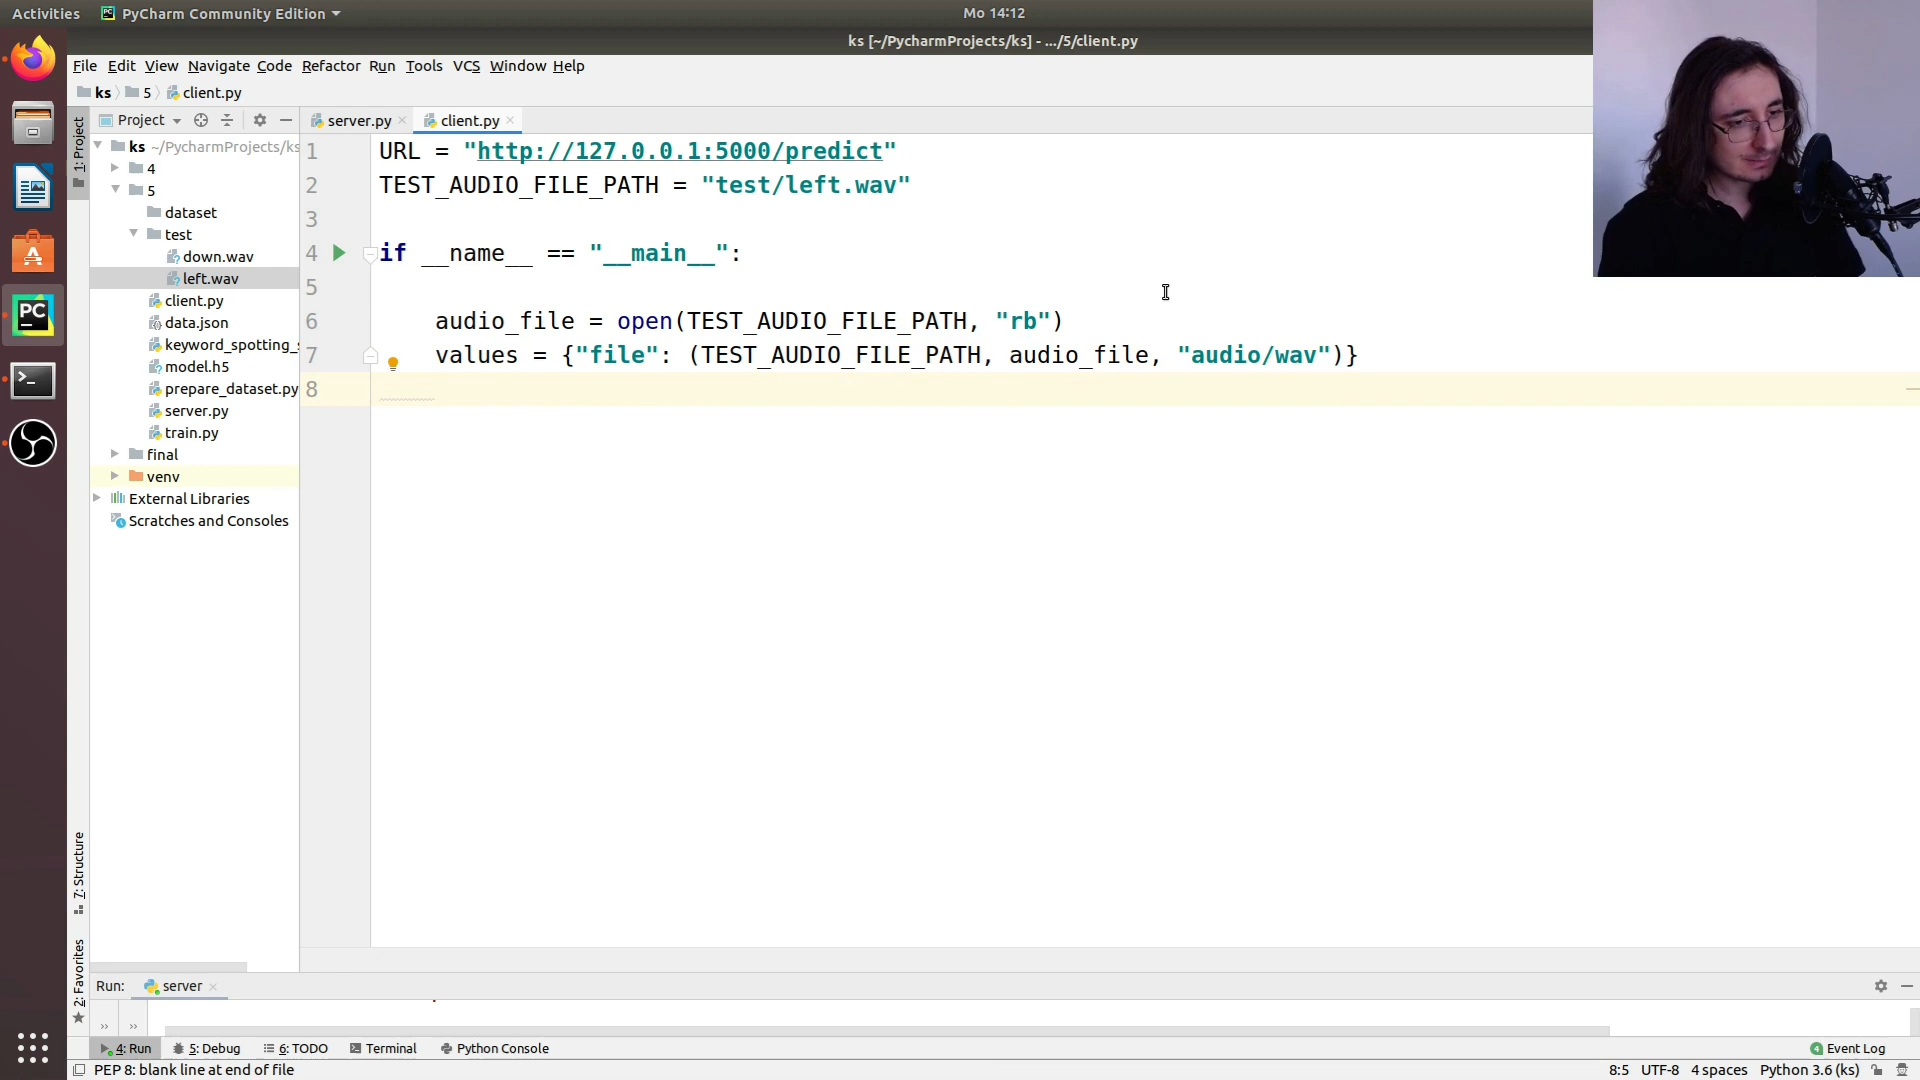 Activities PyCharm Community Edition Mo 14:12
ks [~/PycharmProjects/ks] - .../5/client.py
File Edit View Navigate Code Refactor Run Tools VCS Window Help
ks 5 client.py
Project server.py client.py
1: Project
ks ~/PycharmProjects/ks
4
5
dataset
test
down.wav
left.wav
client.py
data.json
keyword_spotting_s
model.h5
prepare_dataset.py
server.py
train.py
final
venv
External Libraries
Scratches and Consoles
1 URL = "http://127.0.0.1:5000/predict"
2 TEST_AUDIO_FILE_PATH = "test/left.wav"
3
4 if __name__ == "__main__":
5
6 audio_file = open(TEST_AUDIO_FILE_PATH, "rb")
7 values = {"file": (TEST_AUDIO_FILE_PATH, audio_file, "audio/wav")}
8
7: Structure
2: Favorites
Run: server
4: Run 5: Debug 6: TODO Terminal Python Console 4 Event Log
PEP 8: blank line at end of file 8:5 UTF-8 4 spaces Python 3.6 (ks)